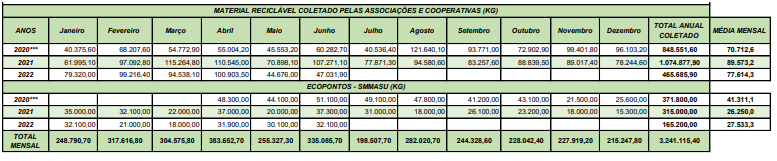 MATERIAL RECICLÁVEL COLETADO PELAS ASSOCIAÇÕES E COOPERATIVAS (KG)
ANOS Janeiro Fevereiro Março Abril Maio Junho Julho Agosto Setembro Outubro Novembro Dezembro TOTAL ANUAL COLETADO MÉDIA MENSAL
2020*** 40.375,60 68.207,60 54.772,90 55.004,20 45.553,20 60.282,70 40.536,40 121.640,10 93.771,00 72.902,90 99.401,80 96.103,20 848.551,60 70.712,6
2021 61.995,10 97.092,80 115.264,80 110.545,00 70.898,10 107.271,10 77.871,30 94.580,60 83.257,60 88.839,50 89.017,40 78.244,60 1.074.877,90 89.573,2
2022 79.320,00 99.216,40 94.538,10 100.903,50 44.676,00 47.031,90 465.685,90 77.614,3
ECOPONTOS - SMMASU (KG)
2020*** 48.300,00 44.100,00 51.100,00 49.100,00 47.800,00 41.200,00 43.100,00 21.500,00 25.600,00 371.800,00 41.311,1
2021 35.000,00 32.100,00 22.000,00 37.000,00 20.000,00 37.300,00 31.000,00 18.000,00 26.100,00 23.200,00 18.000,00 15.300,00 315.000,00 26.250,0
2022 32.100,00 21.000,00 18.000,00 31.900,00 30.100,00 32.100,00 165.200,00 27.533,3
TOTAL MENSAL 248.790,70 317.616,80 304.575,80 383.652,70 255.327,30 335.085,70 198.507,70 282.020,70 244.328,60 228.042,40 227.919,20 215.247,80 3.241.115,40